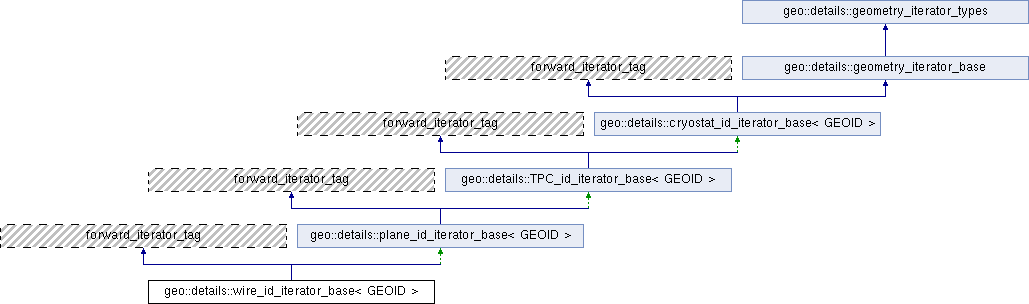 geo::details::geometry_iterator_types
forward_iterator_tag
geo::details::geometry_iterator_base
forward_iterator_tag
geo::details::cryostat_id_iterator_base< GEOID >
forward_iterator_tag
geo::details::TPC_id_iterator_base< GEOID >
forward_iterator_tag
geo::details::plane_id_iterator_base< GEOID >
geo::details::wire_id_iterator_base< GEOID >